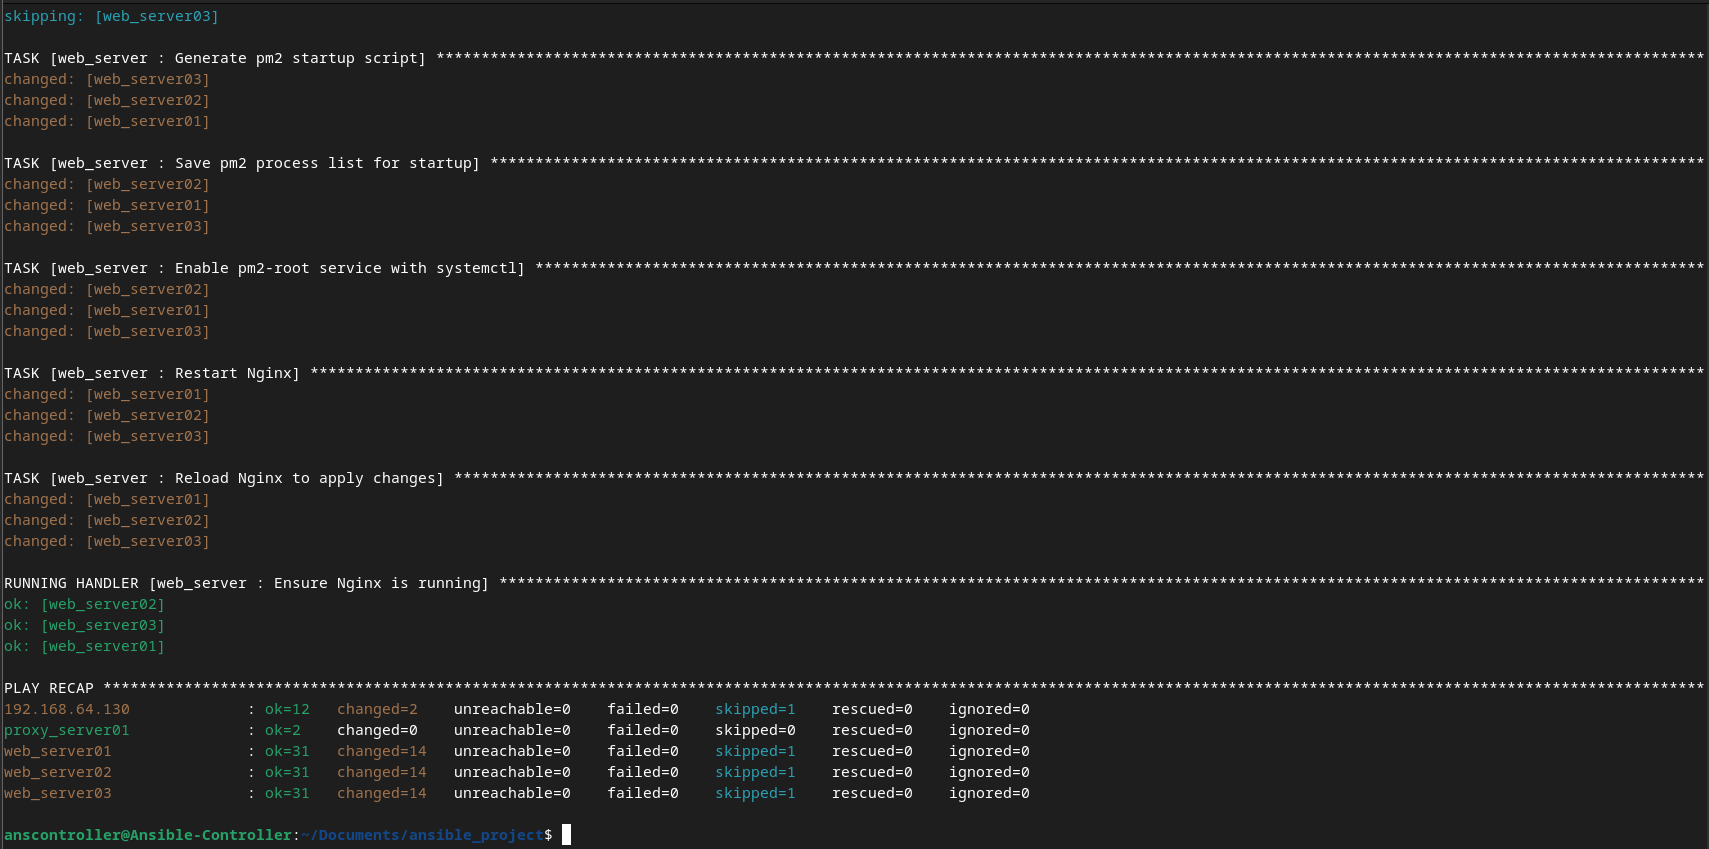 skipping: [web_server03]
TASK [web_server : Generate pm2 startup script] *********************************************************************************************************************************************
changed: [web_server03]
changed: [web_server02]
changed: [web_server01]
TASK [web_server : Save pm2 process list for startup] ***************************************************************************************************************************************
changed: [web_server02]
changed: [web_server01]
changed: [web_server03]
TASK [web_server : Enable pm2-root service with systemctl] **********************************************************************************************************************************
changed: [web_server02]
changed: [web_server01]
changed: [web_server03]
TASK [web_server : Restart Nginx] ***********************************************************************************************************************************************************
changed: [web_server01]
changed: [web_server02]
changed: [web_server03]
TASK [web_server : Reload Nginx to apply changes] *******************************************************************************************************************************************
changed: [web_server01]
changed: [web_server02]
changed: [web_server03]
RUNNING HANDLER [web_server : Ensure Nginx is running] **************************************************************************************************************************************
ok: [web_server02]
ok: [web_server03]
ok: [web_server01]
PLAY RECAP **********************************************************************************************************************************************************************************
192.168.64.130             : ok=12   changed=2    unreachable=0    failed=0    skipped=1    rescued=0    ignored=0
proxy_server01             : ok=2    changed=0    unreachable=0    failed=0    skipped=0    rescued=0    ignored=0
web_server01               : ok=31   changed=14   unreachable=0    failed=0    skipped=1    rescued=0    ignored=0
web_server02               : ok=31   changed=14   unreachable=0    failed=0    skipped=1    rescued=0    ignored=0
web_server03               : ok=31   changed=14   unreachable=0    failed=0    skipped=1    rescued=0    ignored=0
anscontroller@Ansible-Controller:~/Documents/ansible_project$